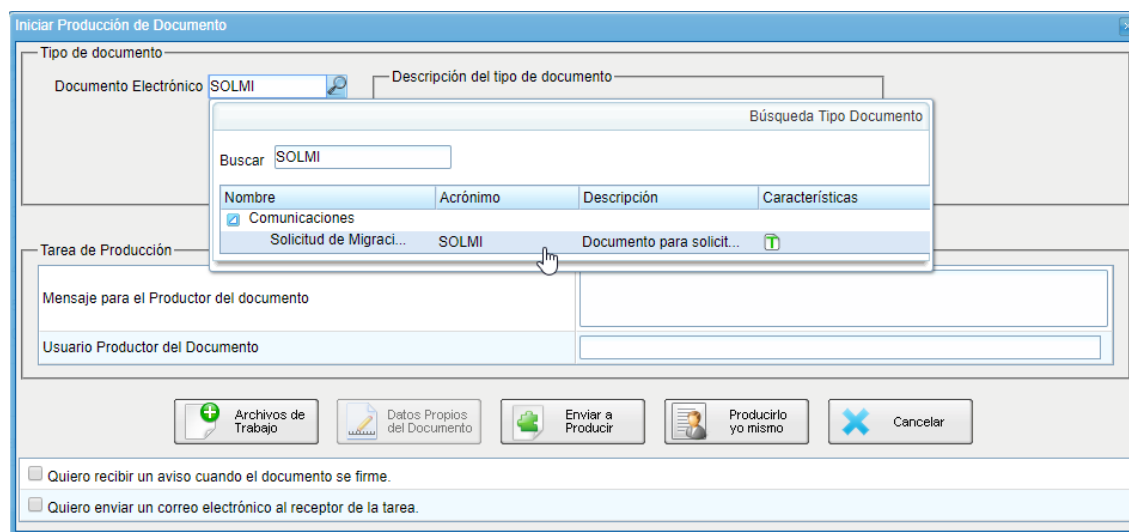 Iniciar Producción de Documento
Tipo de documento
Documento Electrónico SOLMI
Descripción del tipo de documento
Búsqueda Tipo Documento
Buscar SOLMI
Nombre Acrónimo Descripción Características
Comunicaciones
Solicitud de Migraci... SOLMI Documento para solicit... T
Tarea de Producción
Mensaje para el Productor del documento
Usuario Productor del Documento
Archivos de Trabajo
Datos Propios del Documento
Enviar a Producir
Producirlo yo mismo
Cancelar
Quiero recibir un aviso cuando el documento se firme.
Quiero enviar un correo electrónico al receptor de la tarea.